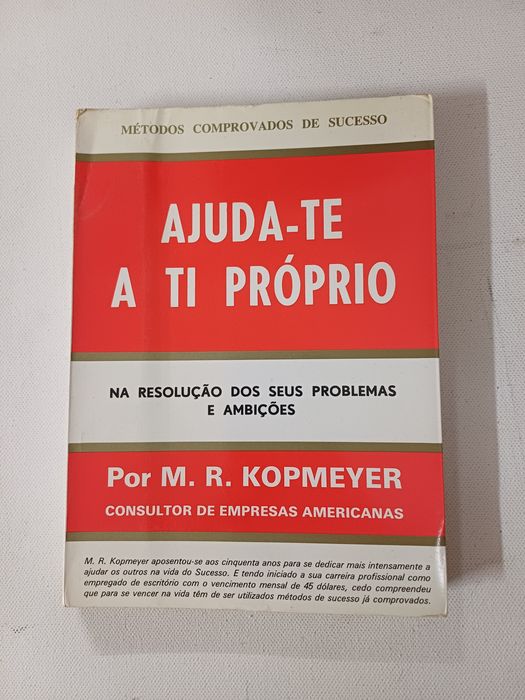 MÉTODOS COMPROVADOS DE SUCESSO
AJUDA-TE
A TI PRÓPRIO
NA RESOLUÇÃO DOS SEUS PROBLEMAS
E AMBIÇÕES
Por M. R. KOPMEYER
CONSULTOR DE EMPRESAS AMERICANAS
M. R. Kopmeyer aposentou-se aos cinquenta anos para se dedicar mais intensamente a
ajudar os outros na vida do Sucesso. E tendo iniciado a sua carreira profissional como
empregado de escritório com o vencimento mensal de 45 dólares, cedo compreendeu
que para se vencer na vida têm de ser utilizados métodos de sucesso já comprovados.